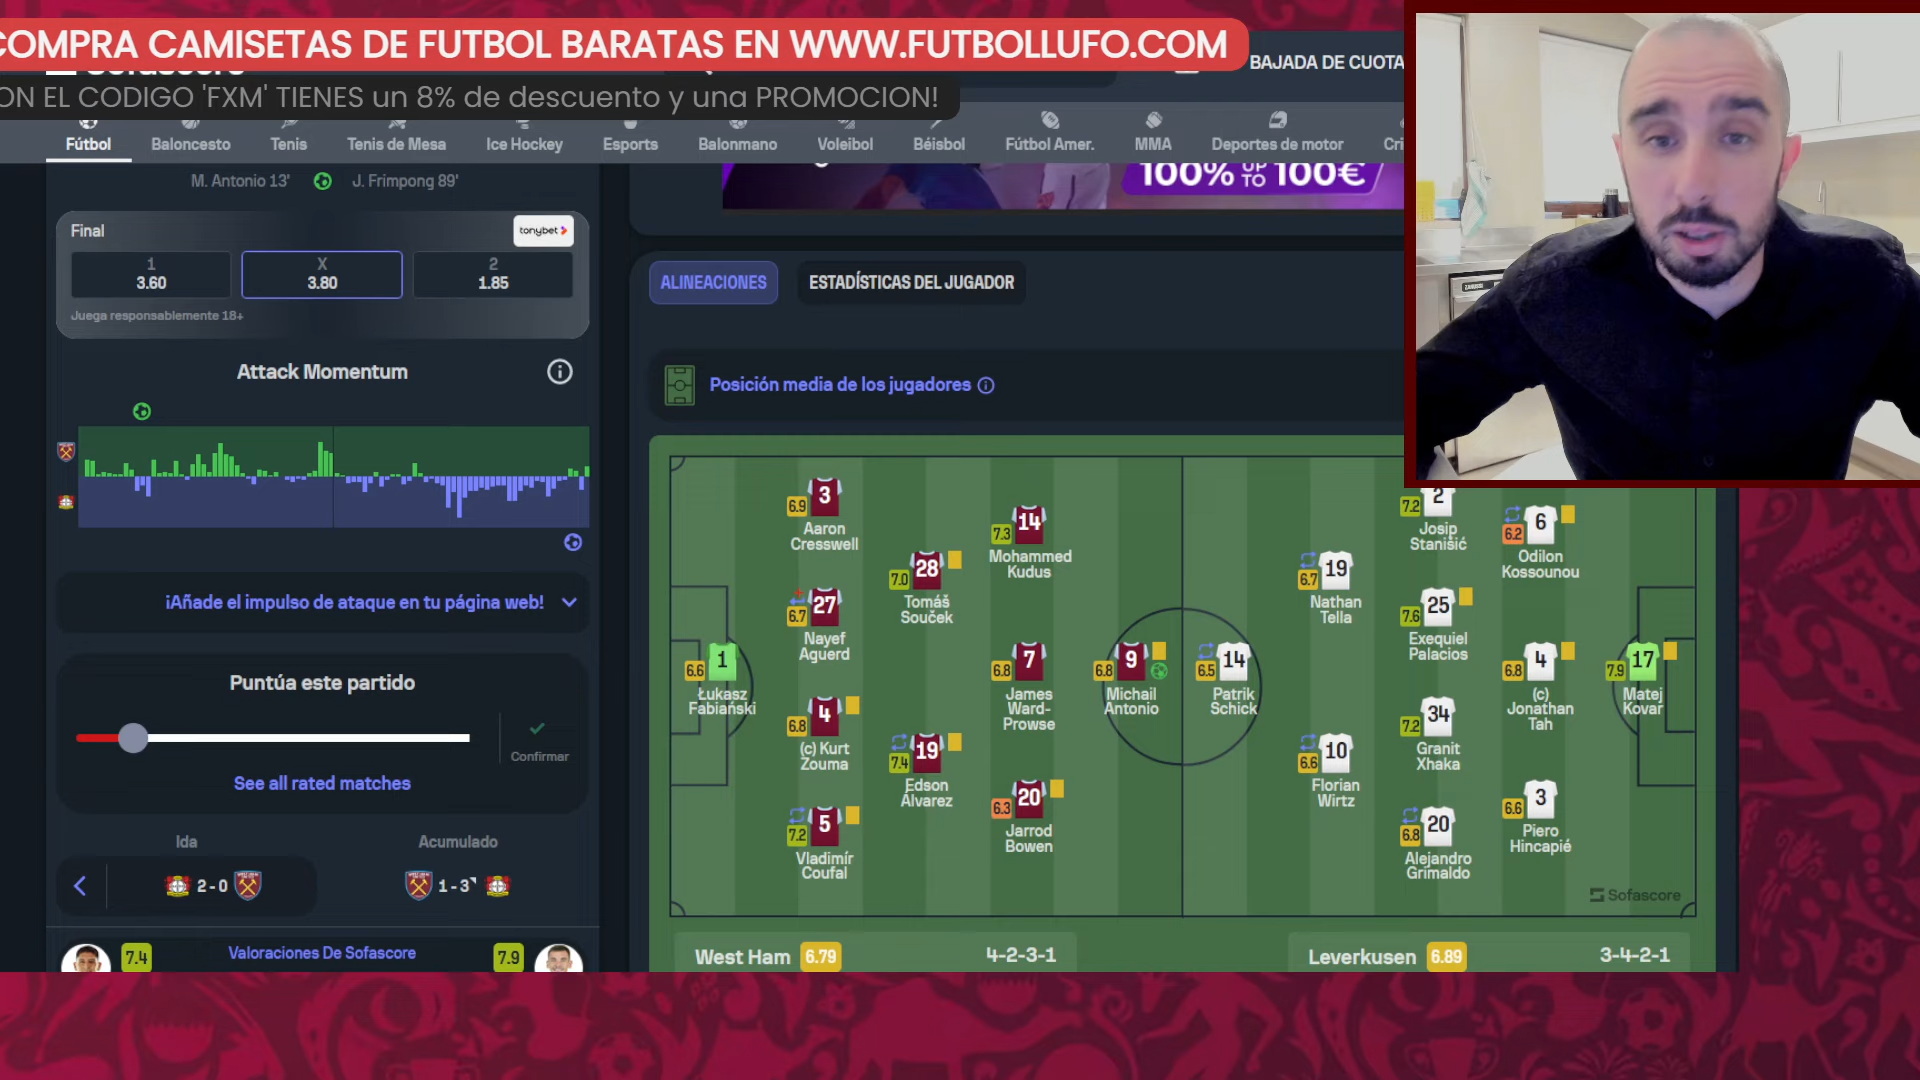 COMPRA CAMISETAS DE FUTBOL BARATAS EN WWW.FUTBOLLUFO.COM
BAJADA DE CUOTA
ON EL CODIGO 'FXM' TIENES un 8% de descuento y una PROMOCION!
Fútbol Baloncesto Tenis Tenis de Mesa Ice Hockey Esports Balonmano Voleibol Béisbol Fútbol Amer. MMA Deportes de motor Cri
M. Antonio 13' J. Frimpong 89'
100% UP TO 100€
Final
tonybet
1 X 2
3.60 3.80 1.85
Juega responsablemente 18+
Attack Momentum
¡Añade el impulso de ataque en tu página web!
Puntúa este partido
Confirmar
See all rated matches
Ida Acumulado
2-0 1-3
7.4 Valoraciones De Sofascore 7.9
ALINEACIONES ESTADÍSTICAS DEL JUGADOR
Posición media de los jugadores
1 6.6 Łukasz Fabiański
3 6.9 Aaron Cresswell
27 6.7 Nayef Aguerd
4 6.8 (c) Kurt Zouma
5 7.2 Vladimír Coufal
28 7.0 Tomáš Souček
19 7.4 Edson Álvarez
14 7.3 Mohammed Kudus
7 6.8 James Ward-Prowse
20 6.3 Jarrod Bowen
9 6.8 Michail Antonio
14 6.5 Patrik Schick
19 6.7 Nathan Tella
10 6.6 Florian Wirtz
2 7.2 Josip Stanišić
25 7.6 Exequiel Palacios
34 7.2 Granit Xhaka
20 6.8 Alejandro Grimaldo
6 6.2 Odilon Kossounou
4 6.8 (c) Jonathan Tah
3 6.6 Piero Hincapié
17 7.9 Matej Kovar
Sofascore
West Ham 6.79 4-2-3-1
Leverkusen 6.89 3-4-2-1